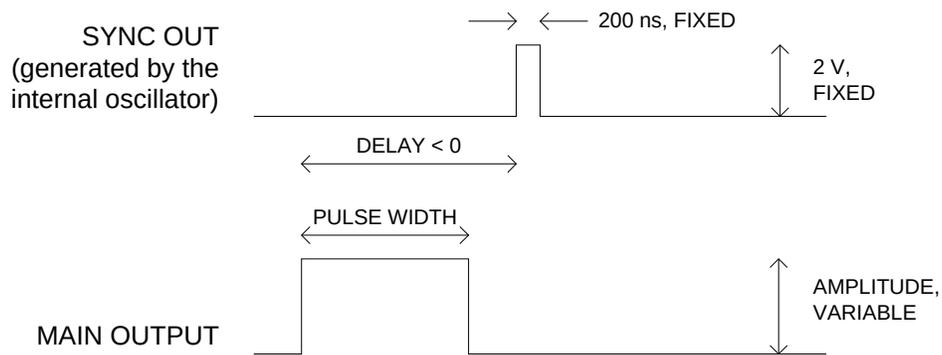 200 ns, FIXED
SYNC OUT
(generated by the
internal oscillator)
2 V,
FIXED
DELAY < 0
PULSE WIDTH
AMPLITUDE,
VARIABLE
MAIN OUTPUT